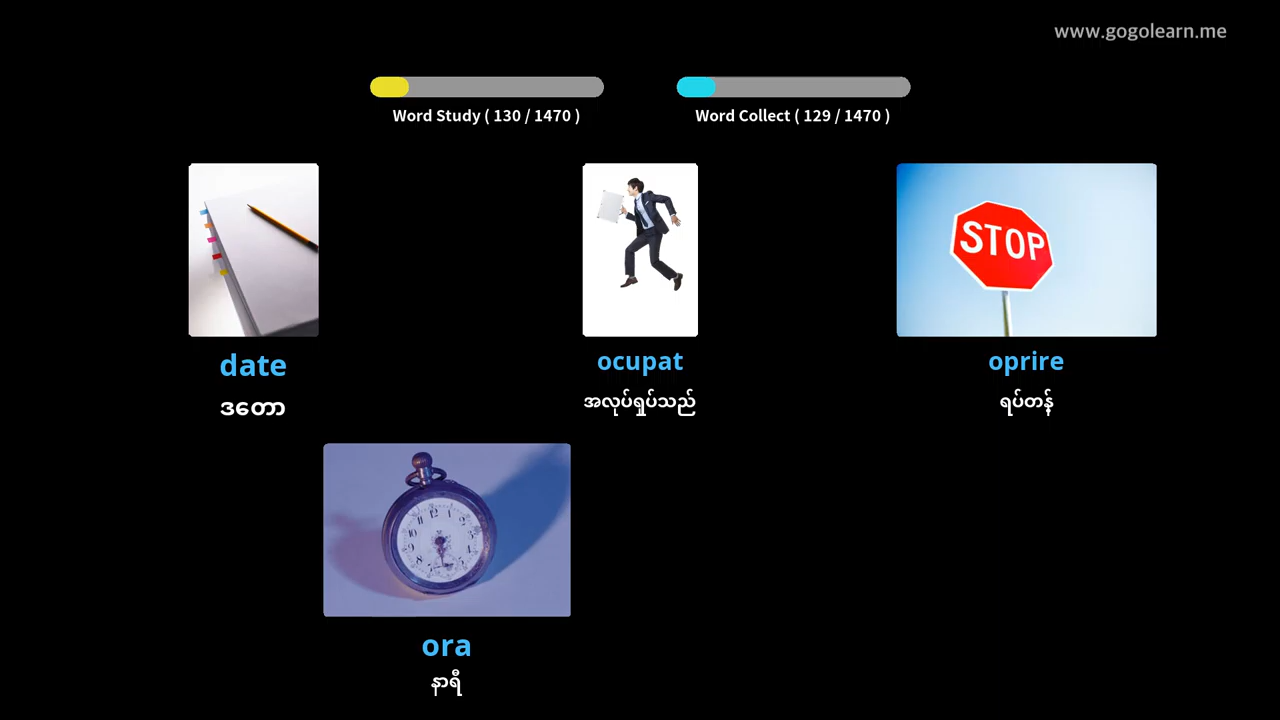 www.gogolearn.me
Word Study ( 130 / 1470 )
Word Collect ( 129 / 1470 )
STOP
date
ocupat
oprire
ဒတော
အလုပ်ရှုပ်သည်
ရပ်တန့်
ora
နာရီ